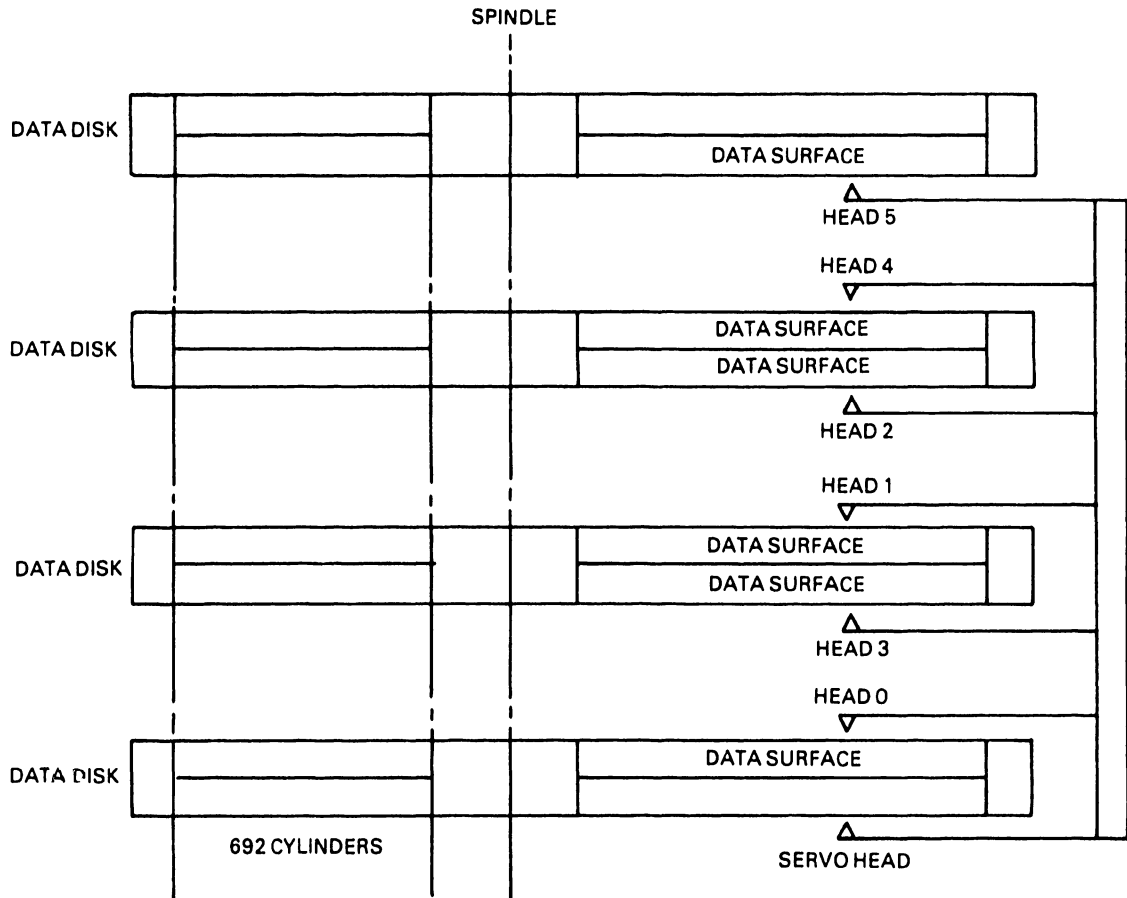 SPINDLE
DATA DISK
DATA SURFACE
HEAD 5
HEAD 4
DATA DISK
DATA SURFACE
DATA SURFACE
HEAD 2
HEAD 1
DATA DISK
DATA SURFACE
DATA SURFACE
HEAD 3
HEAD 0
DATA DISK
DATA SURFACE
692 CYLINDERS
SERVO HEAD